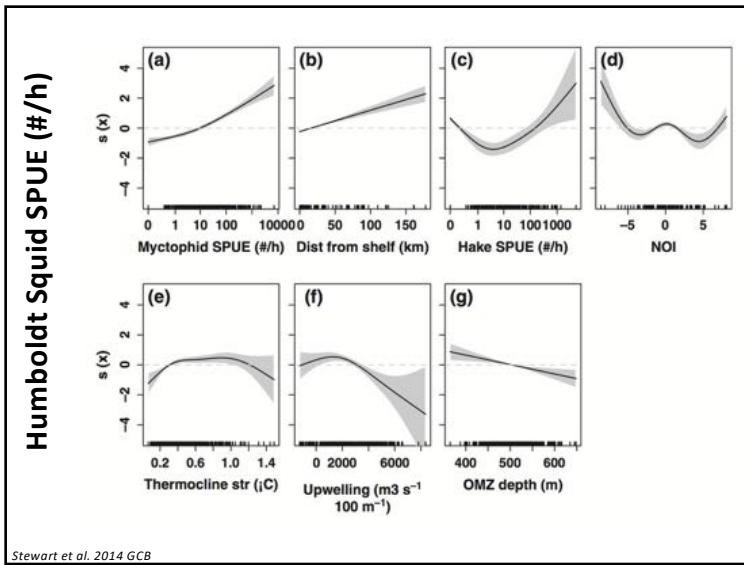 Humboldt Squid SPUE (#/h)
(a)
(b)
(c)
(d)
s (x)
4
2
0
−2
−4
0 1 10 100 10000
Myctophid SPUE (#/h)
0 50 100 150
Dist from shelf (km)
0 1 10 100 1000
Hake SPUE (#/h)
−5 0 5
NOI
(e)
(f)
(g)
s (x)
4
2
0
−2
−4
0.2 0.6 1.0 1.4
Thermocline str (¡C)
0 2000 6000
Upwelling (m3 s−1
100 m−1)
400 500 600
OMZ depth (m)
Stewart et al. 2014 GCB